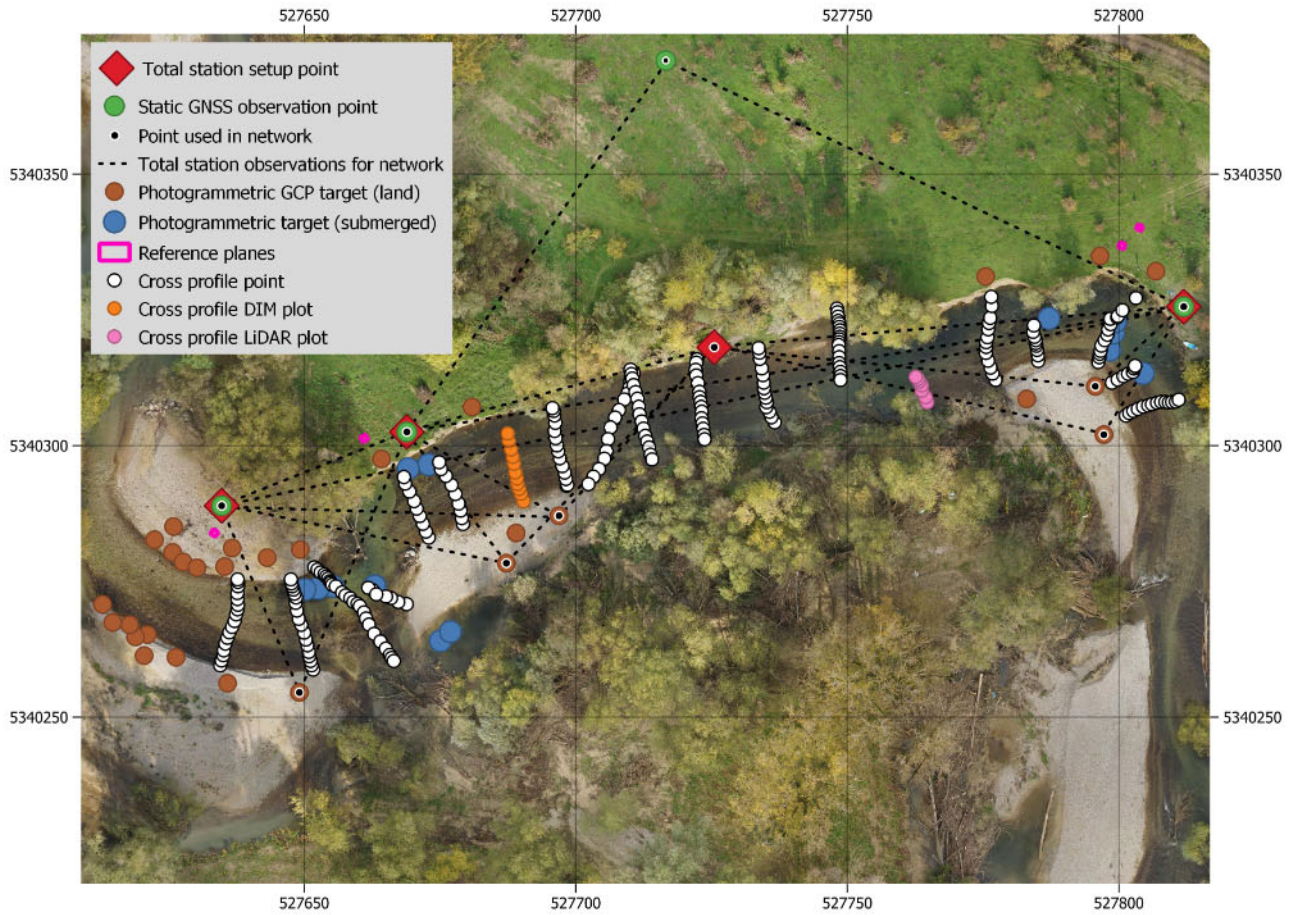 527650 527700 527750 527800
Total station setup point
Static GNSS observation point
Point used in network
Total station observations for network
Photogrammetric GCP target (land)
Photogrammetric target (submerged)
Reference planes
Cross profile point
Cross profile DIM plot
Cross profile LiDAR plot
5340350 5340350
5340300 5340300
5340250 5340250
527650 527700 527750 527800